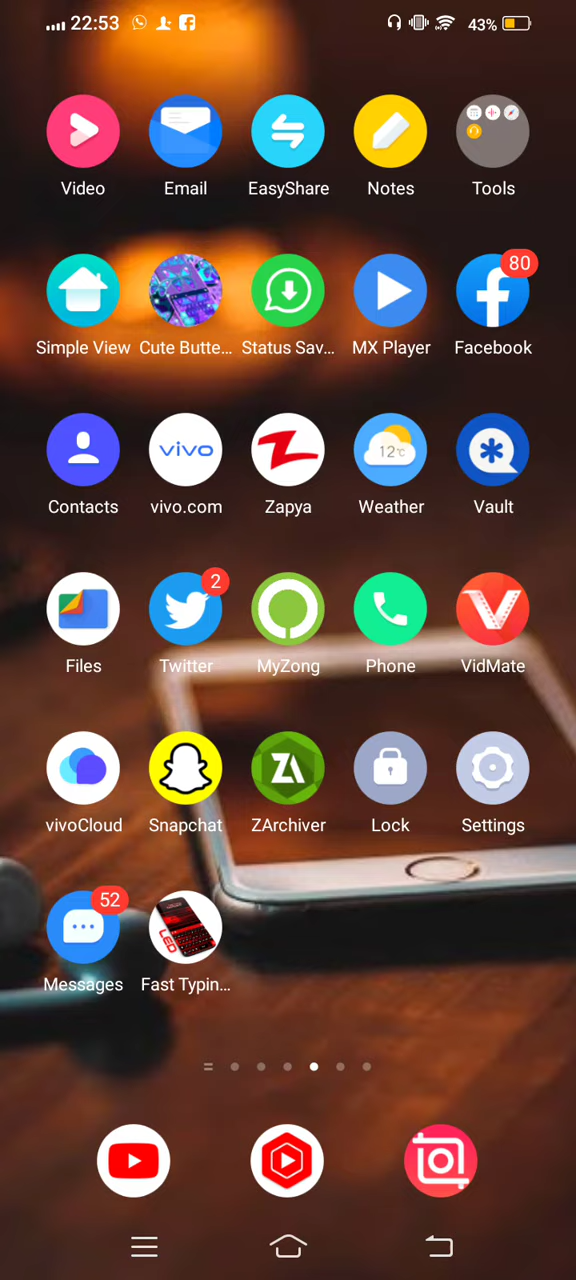 22:53 43%
Video Email EasyShare Notes Tools
80
Simple View Cute Butte... Status Sav... MX Player Facebook
vivo 12°c
Contacts vivo.com Zapya Weather Vault
2
Files Twitter MyZong Phone VidMate
ZA
vivoCloud Snapchat ZArchiver Lock Settings
52
LED
Messages Fast Typin...